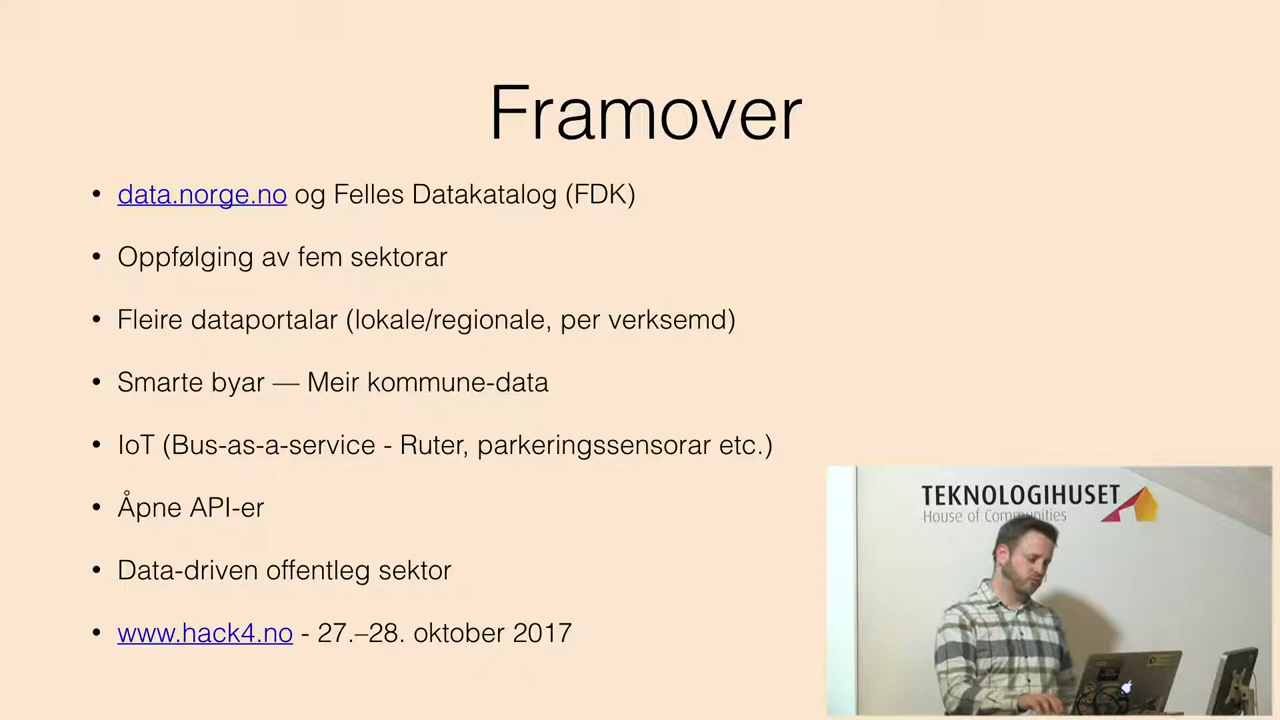 Framover
• data.norge.no og Felles Datakatalog (FDK)
• Oppfølging av fem sektorar
• Fleire dataportalar (lokale/regionale, per verksemd)
• Smarte byar — Meir kommune-data
• IoT (Bus-as-a-service - Ruter, parkeringssensorar etc.)
• Åpne API-er
• Data-driven offentleg sektor
• www.hack4.no - 27.–28. oktober 2017
TEKNOLOGIHUSET
House of Communities